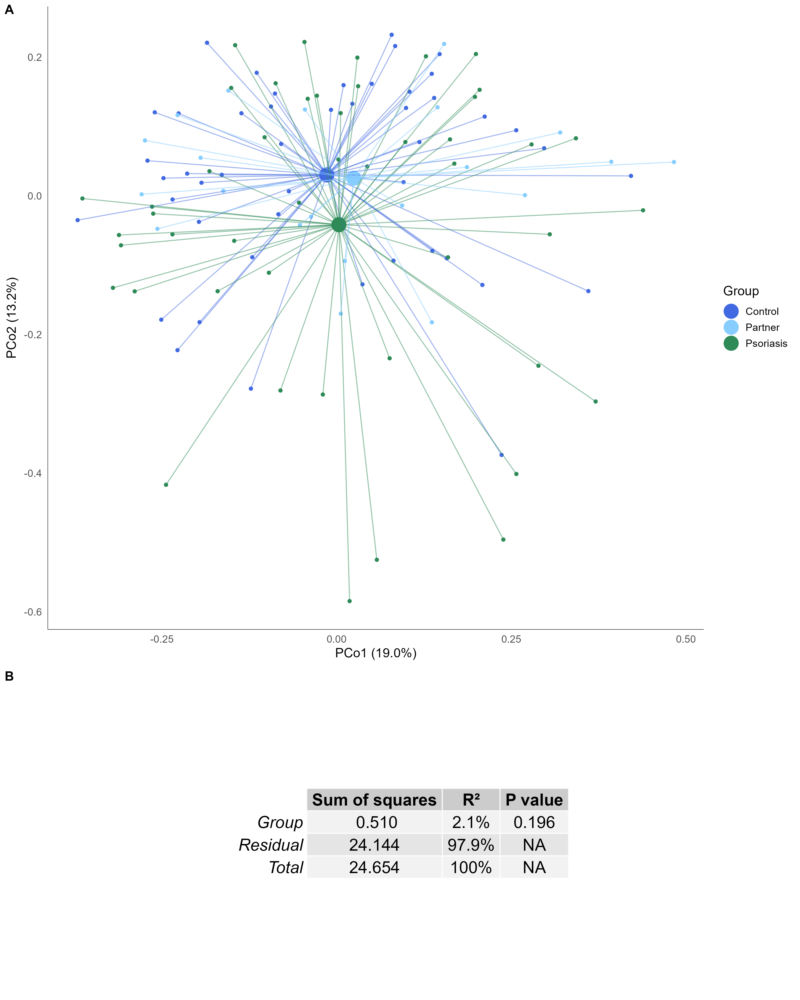 A
0.2
0.0
-0.2
-0.4
-0.6
PCo2 (13.2%)
-0.25 0.00 0.25 0.50
PCo1 (19.0%)
Group
Control
Partner
Psoriasis
B
Sum of squares R² P value
Group 0.510 2.1% 0.196
Residual 24.144 97.9% NA
Total 24.654 100% NA